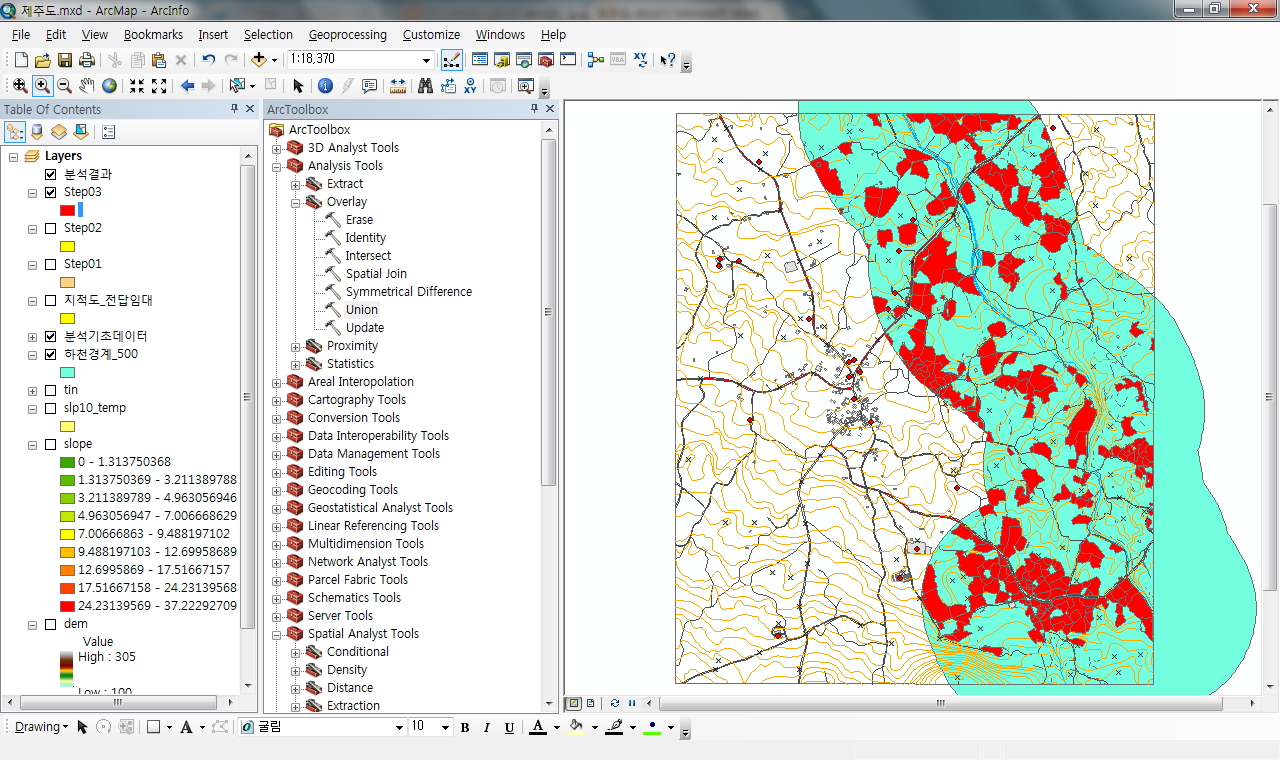 제주도.mxd - ArcMap - ArcInfo
File Edit View Bookmarks Insert Selection Geoprocessing Customize Windows Help
1:18,370
Table Of Contents
Layers
분석결과
Step03
Step02
Step01
지적도_전답임대
분석기초데이터
하천경계_500
tin
slp10_temp
slope
0 - 1.313750368
1.313750369 - 3.211389788
3.211389789 - 4.963056946
4.963056947 - 7.006668629
7.00666863 - 9.488197102
9.488197103 - 12.69958689
12.6995869 - 17.51667157
17.51667158 - 24.23139568
24.23139569 - 37.22292709
dem
Value
High : 305
Low : 100
ArcToolbox
ArcToolbox
3D Analyst Tools
Analysis Tools
Extract
Overlay
Erase
Identity
Intersect
Spatial Join
Symmetrical Difference
Union
Update
Proximity
Statistics
Areal Interpolation
Cartography Tools
Conversion Tools
Data Interoperability Tools
Data Management Tools
Editing Tools
Geocoding Tools
Geostatistical Analyst Tools
Linear Referencing Tools
Multidimension Tools
Network Analyst Tools
Parcel Fabric Tools
Schematics Tools
Server Tools
Spatial Analyst Tools
Conditional
Density
Distance
Extraction
Drawing A 굴림 10 B I U A